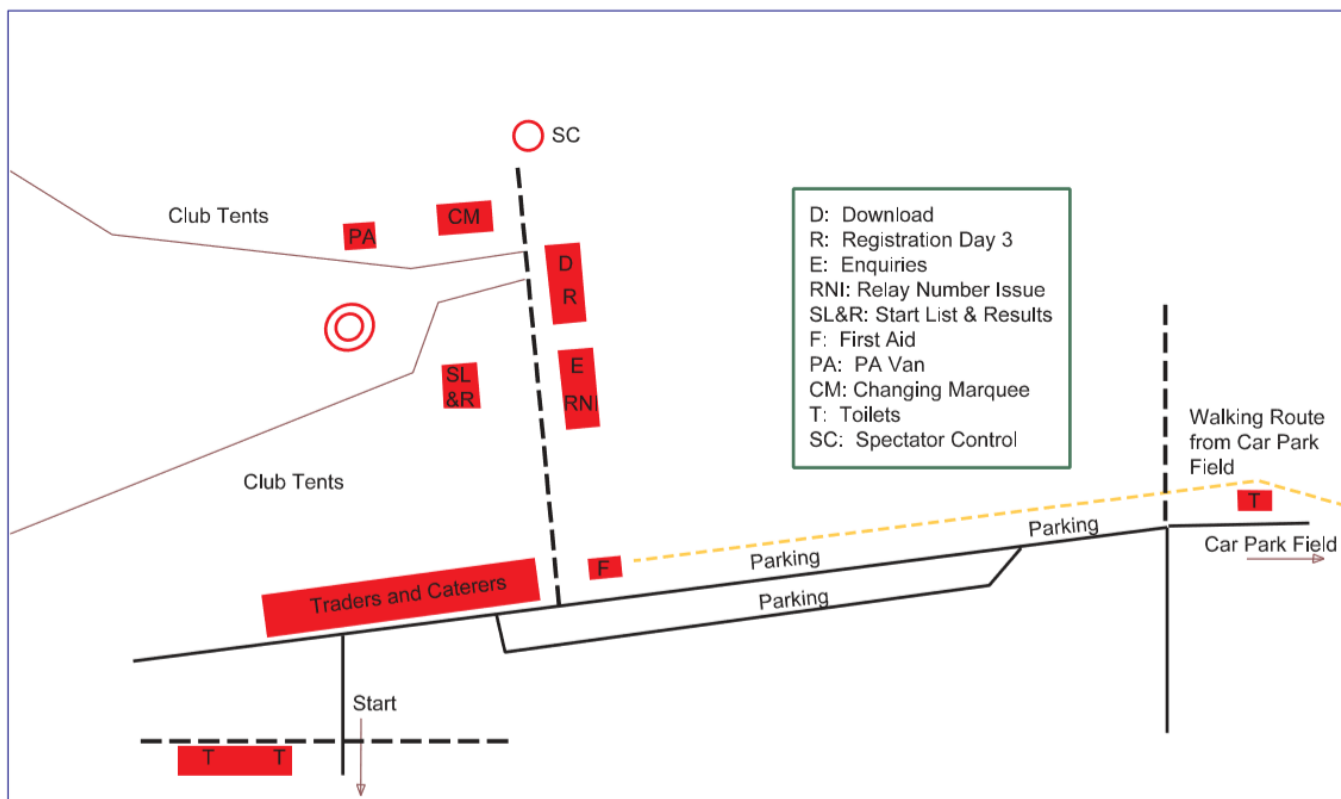 SC
Club Tents
CM
PA
D: Download
R: Registration Day 3
E: Enquiries
RNI: Relay Number Issue
SL&R: Start List & Results
F: First Aid
PA: PA Van
CM: Changing Marquee
T: Toilets
SC: Spectator Control
D
R
SL
&R
E
RNI
Club Tents
Walking Route
from Car Park
Field
T
Parking
Car Park Field
Parking
F
Parking
Traders and Caterers
Start
T T